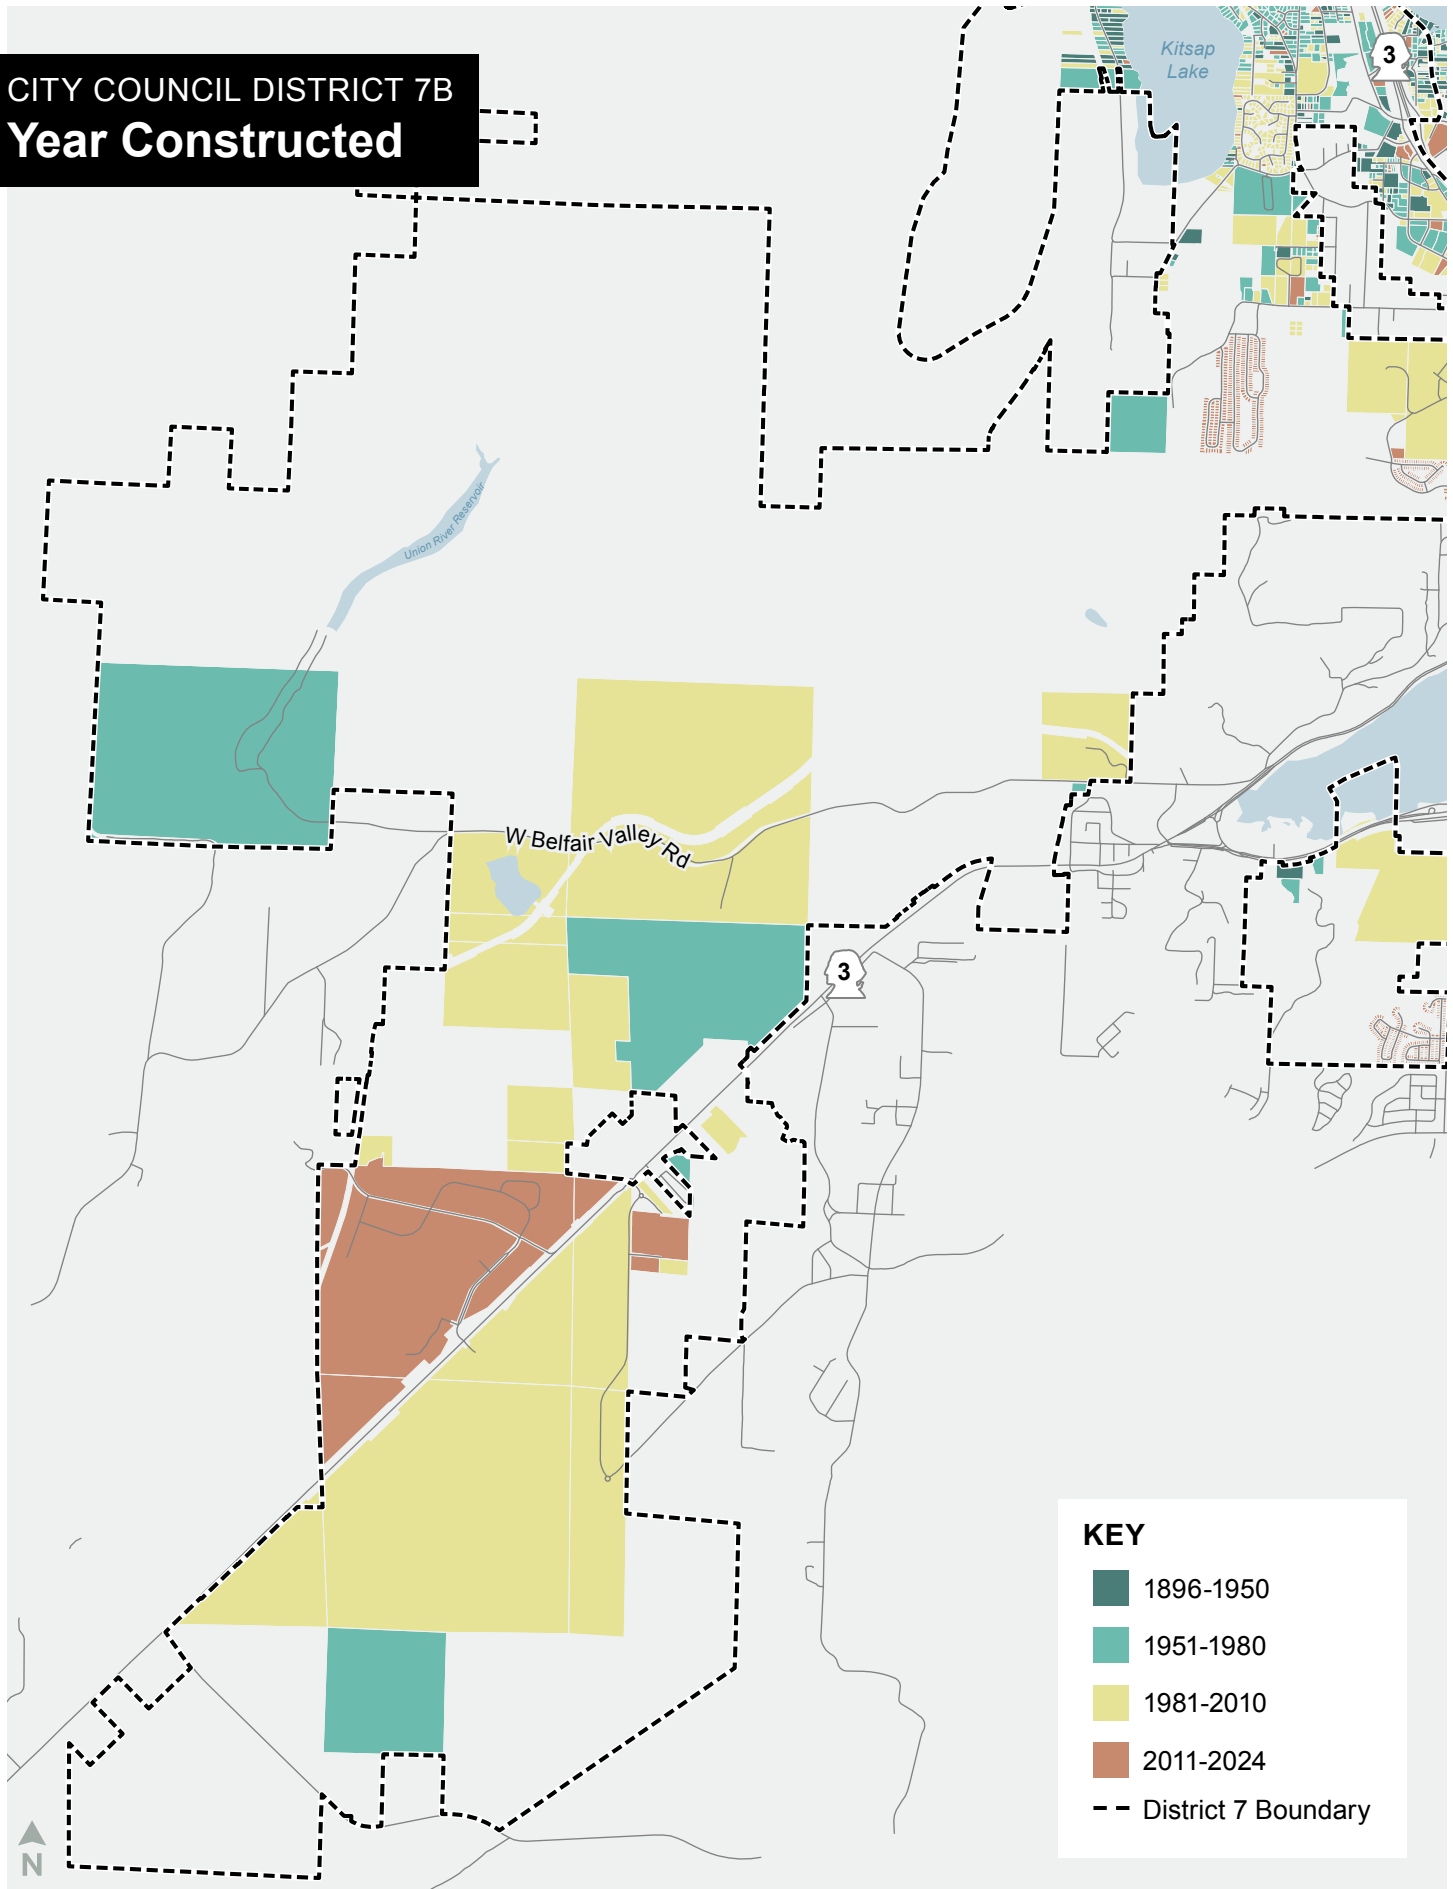 CITY COUNCIL DISTRICT 7B
Year Constructed
Kitsap
Lake
3
Union River Reservoir
W Belfair Valley Rd
3
KEY
1896-1950
1951-1980
1981-2010
2011-2024
District 7 Boundary
N